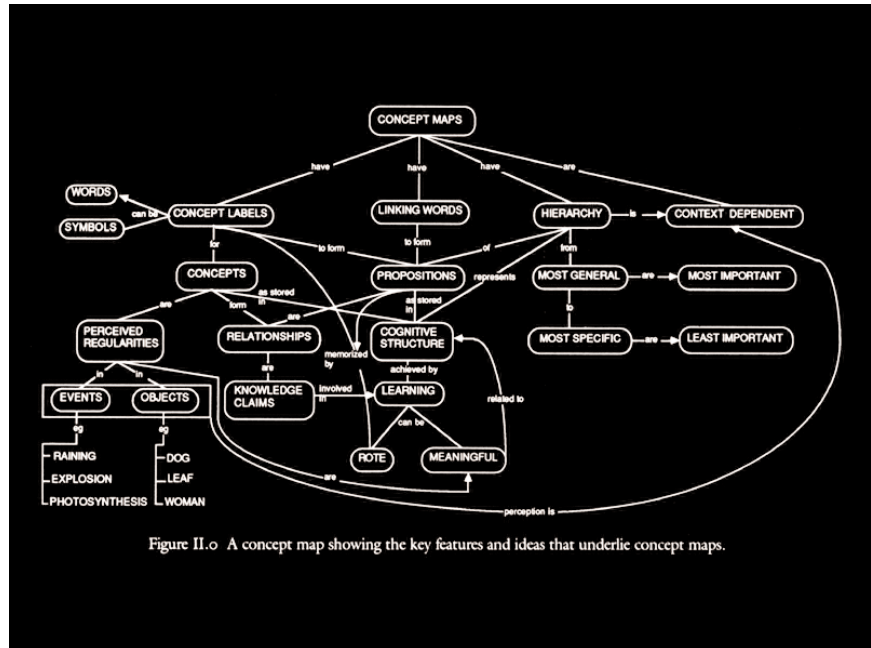 CONCEPT MAPS
have
have
have
are
WORDS
can be
SYMBOLS
CONCEPT LABELS
LINKING WORDS
HIERARCHY
is
CONTEXT DEPENDENT
for
to form
to form
of
from
CONCEPTS
PROPOSITIONS
represents
MOST GENERAL
are
MOST IMPORTANT
as stored
in
as stored
in
are
form
are
to
PERCEIVED
REGULARITIES
RELATIONSHIPS
COGNITIVE
STRUCTURE
MOST SPECIFIC
are
LEAST IMPORTANT
memorized
by
are
achieved by
in
in
KNOWLEDGE
CLAIMS
involved
in
LEARNING
related to
EVENTS
OBJECTS
can be
eg
eg
RAINING
EXPLOSION
PHOTOSYNTHESIS
DOG
LEAF
WOMAN
ROTE
MEANINGFUL
are
perception is
Figure II.0 A concept map showing the key features and ideas that underlie concept maps.